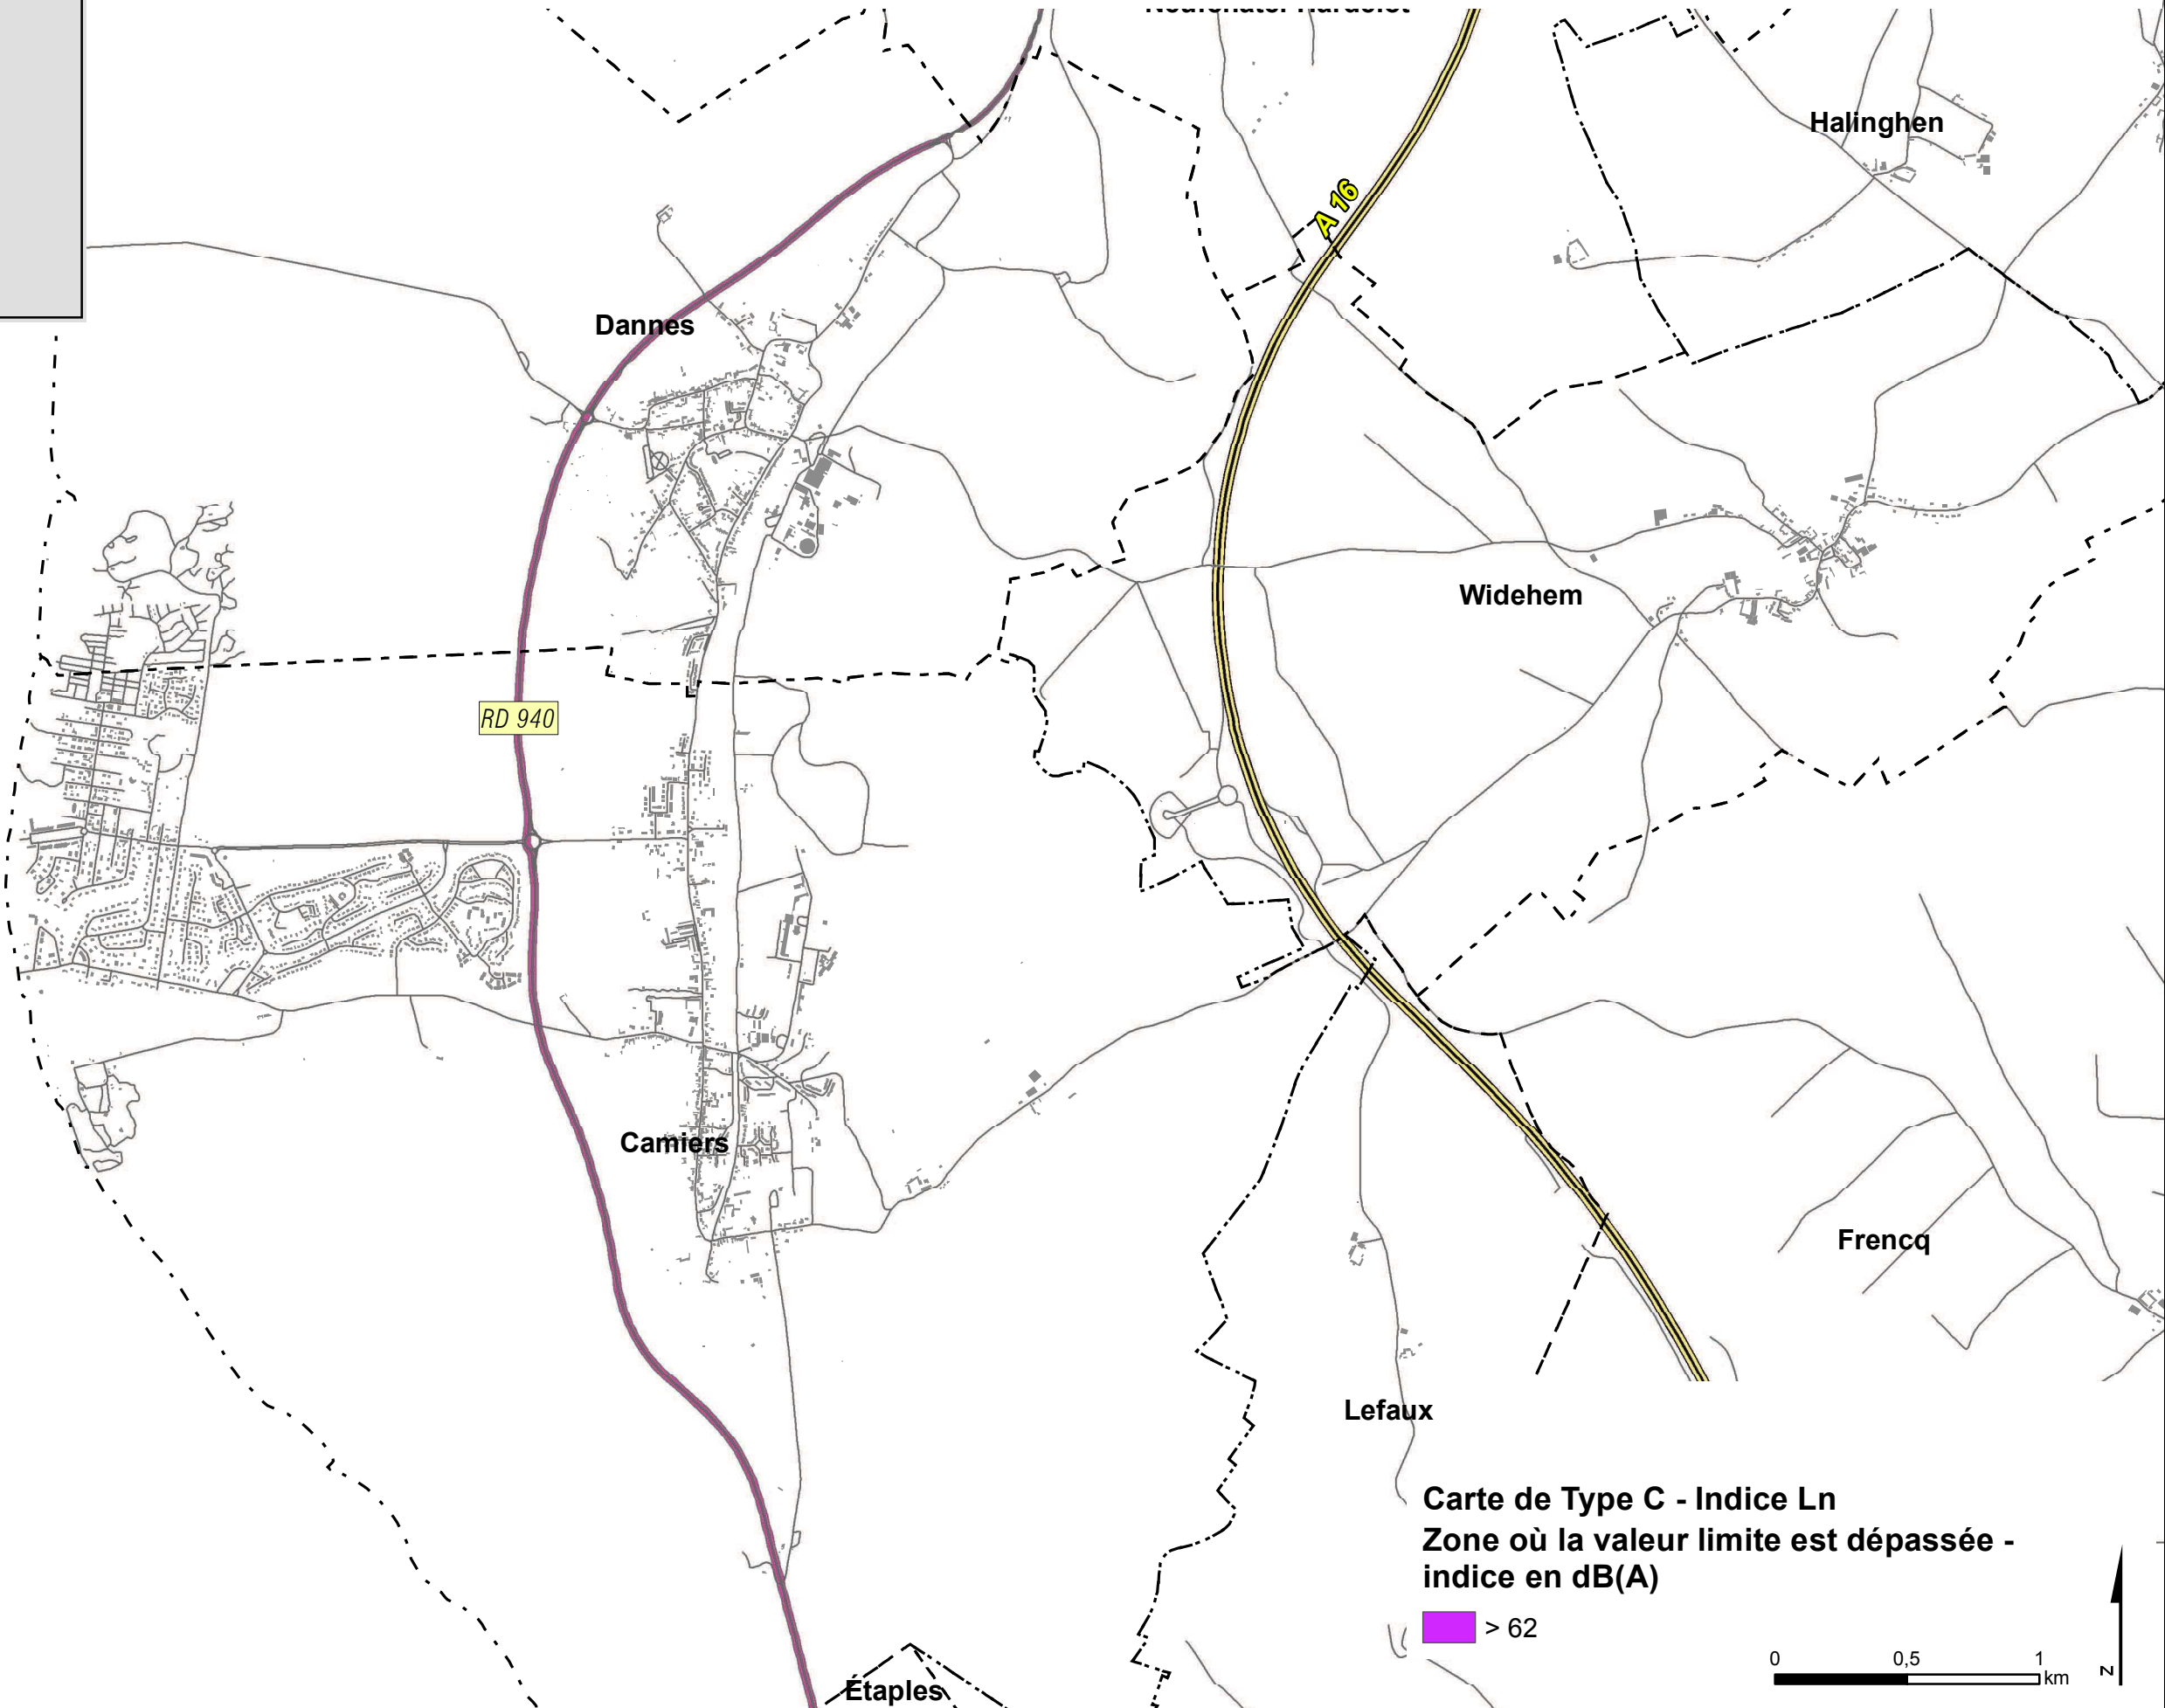 Halinghen
A 16
Dannes
Widehem
RD 940
Camiers
Frencq
Lefaux
Carte de Type C - Indice Ln
Zone où la valeur limite est dépassée -
indice en dB(A)
> 62
0 0,5 1
km
N
Étaples